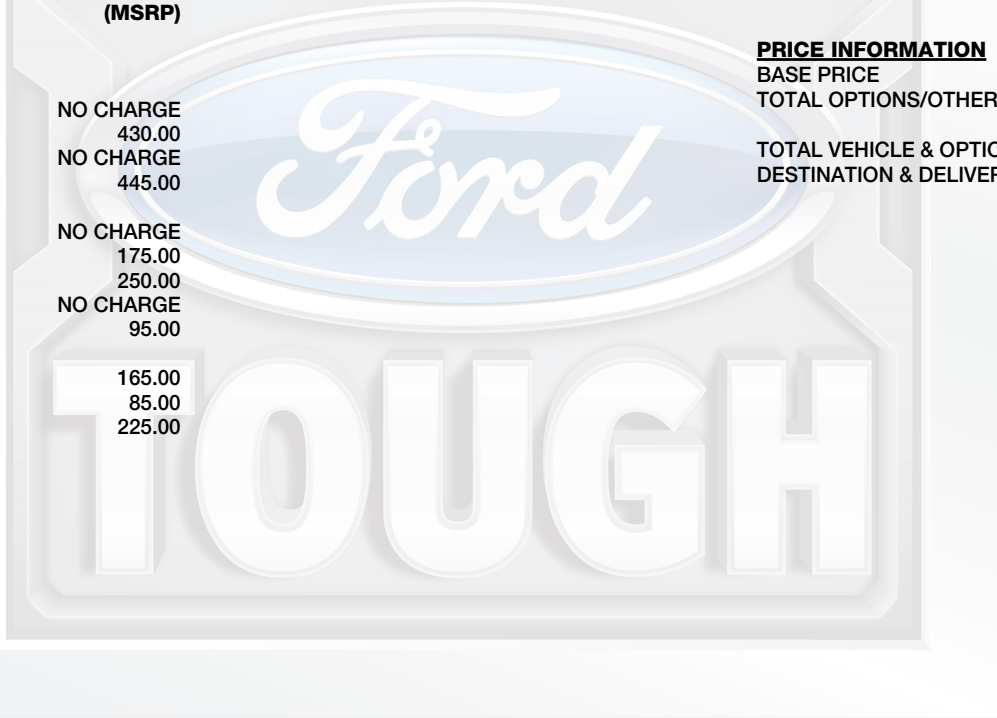 (MSRP)
NO CHARGE
430.00
NO CHARGE
445.00
NO CHARGE
175.00
250.00
NO CHARGE
95.00
165.00
85.00
225.00
PRICE INFORMATION
BASE PRICE
TOTAL OPTIONS/OTHER
TOTAL VEHICLE & OPTIO
DESTINATION & DELIVER
Ford
TOUGH